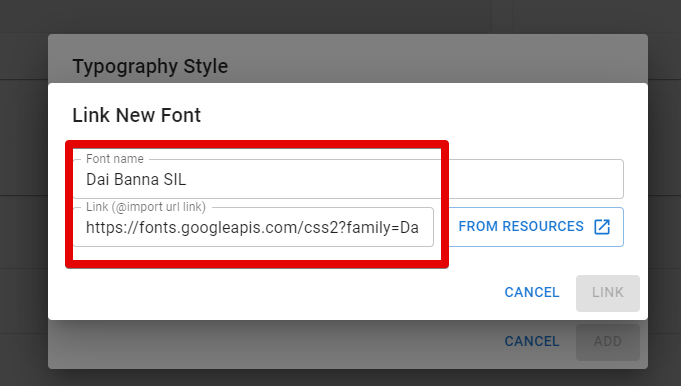 Typography Style
Link New Font
Font name
Dai Banna SIL
Link (@import url link)
https://fonts.googleapis.com/css2?family=Da
FROM RESOURCES
CANCEL LINK
CANCEL ADD